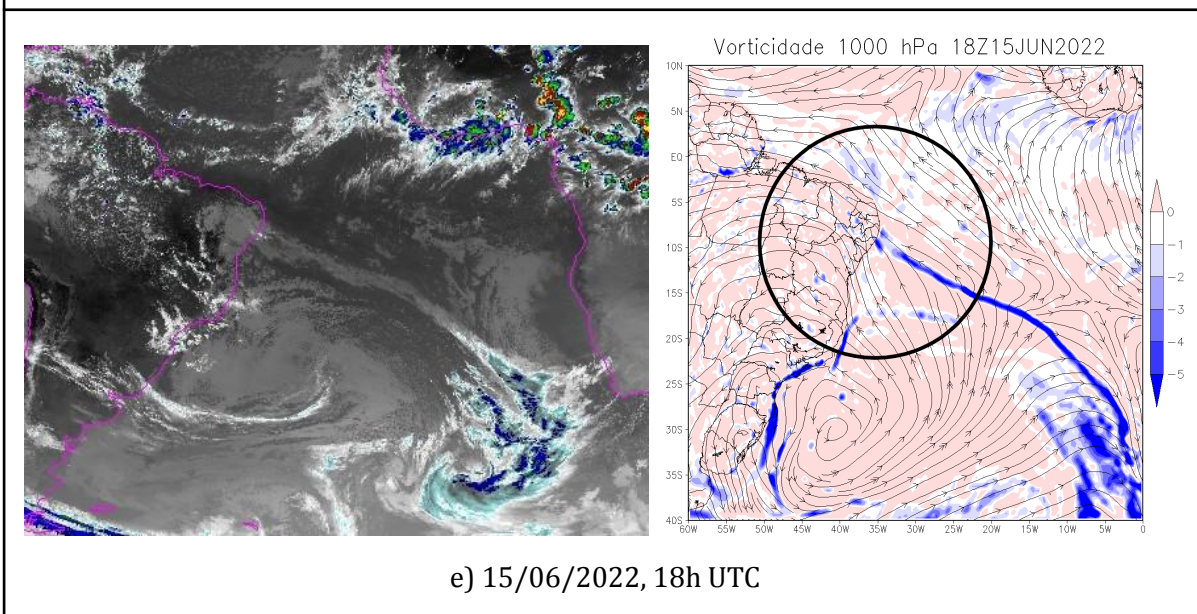 Vorticidade 1000 hPa 18Z15JUN2022
10N
5N
EQ
5S
10S
15S
20S
25S
30S
35S
40S
60W 55W 50W 45W 40W 35W 30W 25W 20W 15W 10W 5W 0
0
-1
-2
-3
-4
-5
e) 15/06/2022, 18h UTC